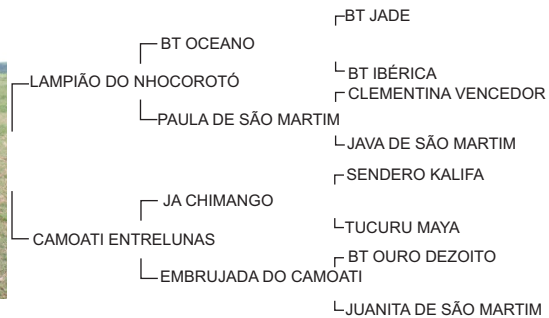 BT JADE
BT OCEANO
BT IBÉRICA
LAMPIÃO DO NHOCOROTÓ
CLEMENTINA VENCEDOR
PAULA DE SÃO MARTIM
JAVA DE SÃO MARTIM
SENDERO KALIFA
JA CHIMANGO
TUCURU MAYA
CAMOATI ENTRELUNAS
BT OURO DEZOITO
EMBRUJADA DO CAMOATI
JUANITA DE SÃO MARTIM